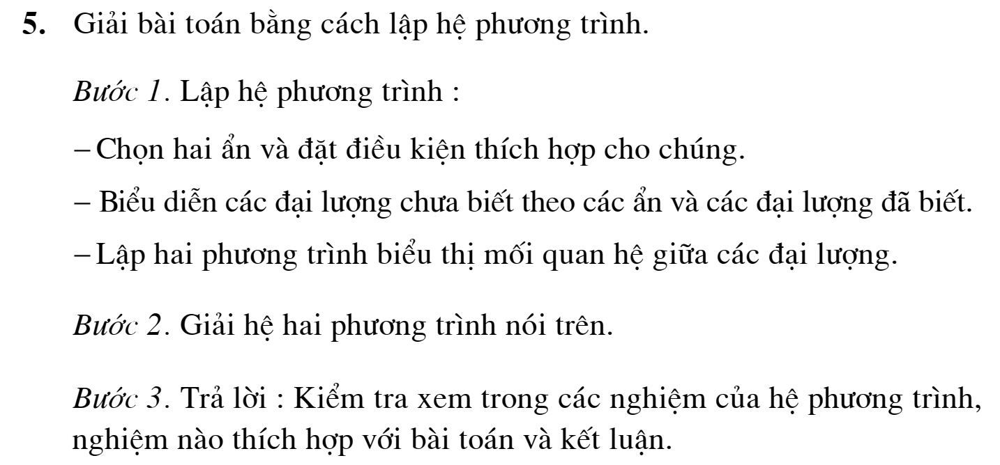 5. Giải bài toán bằng cách lập hệ phương trình.
Bước 1. Lập hệ phương trình :
– Chọn hai ẩn và đặt điều kiện thích hợp cho chúng.
– Biểu diễn các đại lượng chưa biết theo các ẩn và các đại lượng đã biết.
– Lập hai phương trình biểu thị mối quan hệ giữa các đại lượng.
Bước 2. Giải hệ hai phương trình nói trên.
Bước 3. Trả lời : Kiểm tra xem trong các nghiệm của hệ phương trình,
nghiệm nào thích hợp với bài toán và kết luận.